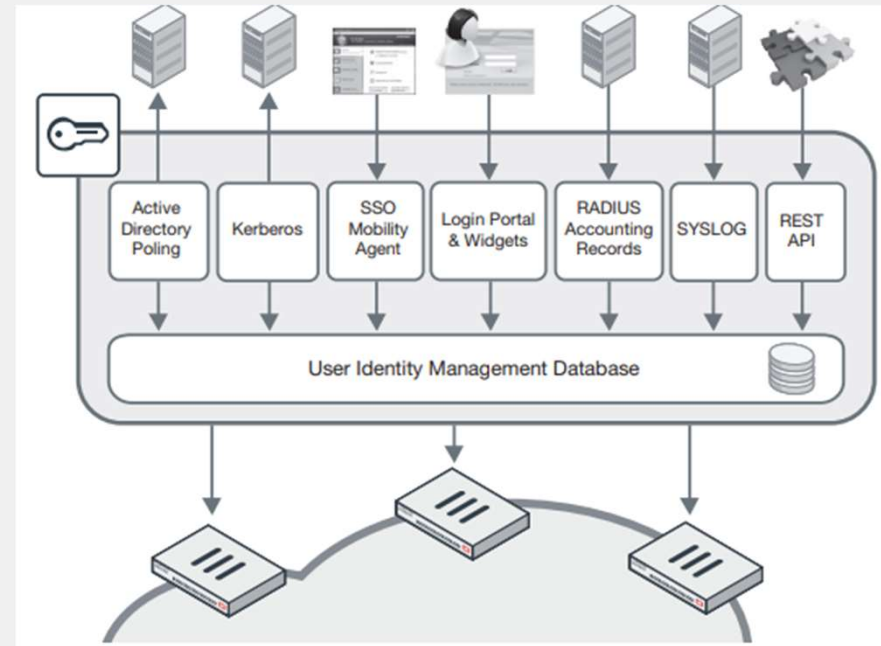 Active
Directory
Poling
Kerberos
SSO
Mobility
Agent
Login Portal
& Widgets
RADIUS
Accounting
Records
SYSLOG
REST
API
User Identity Management Database